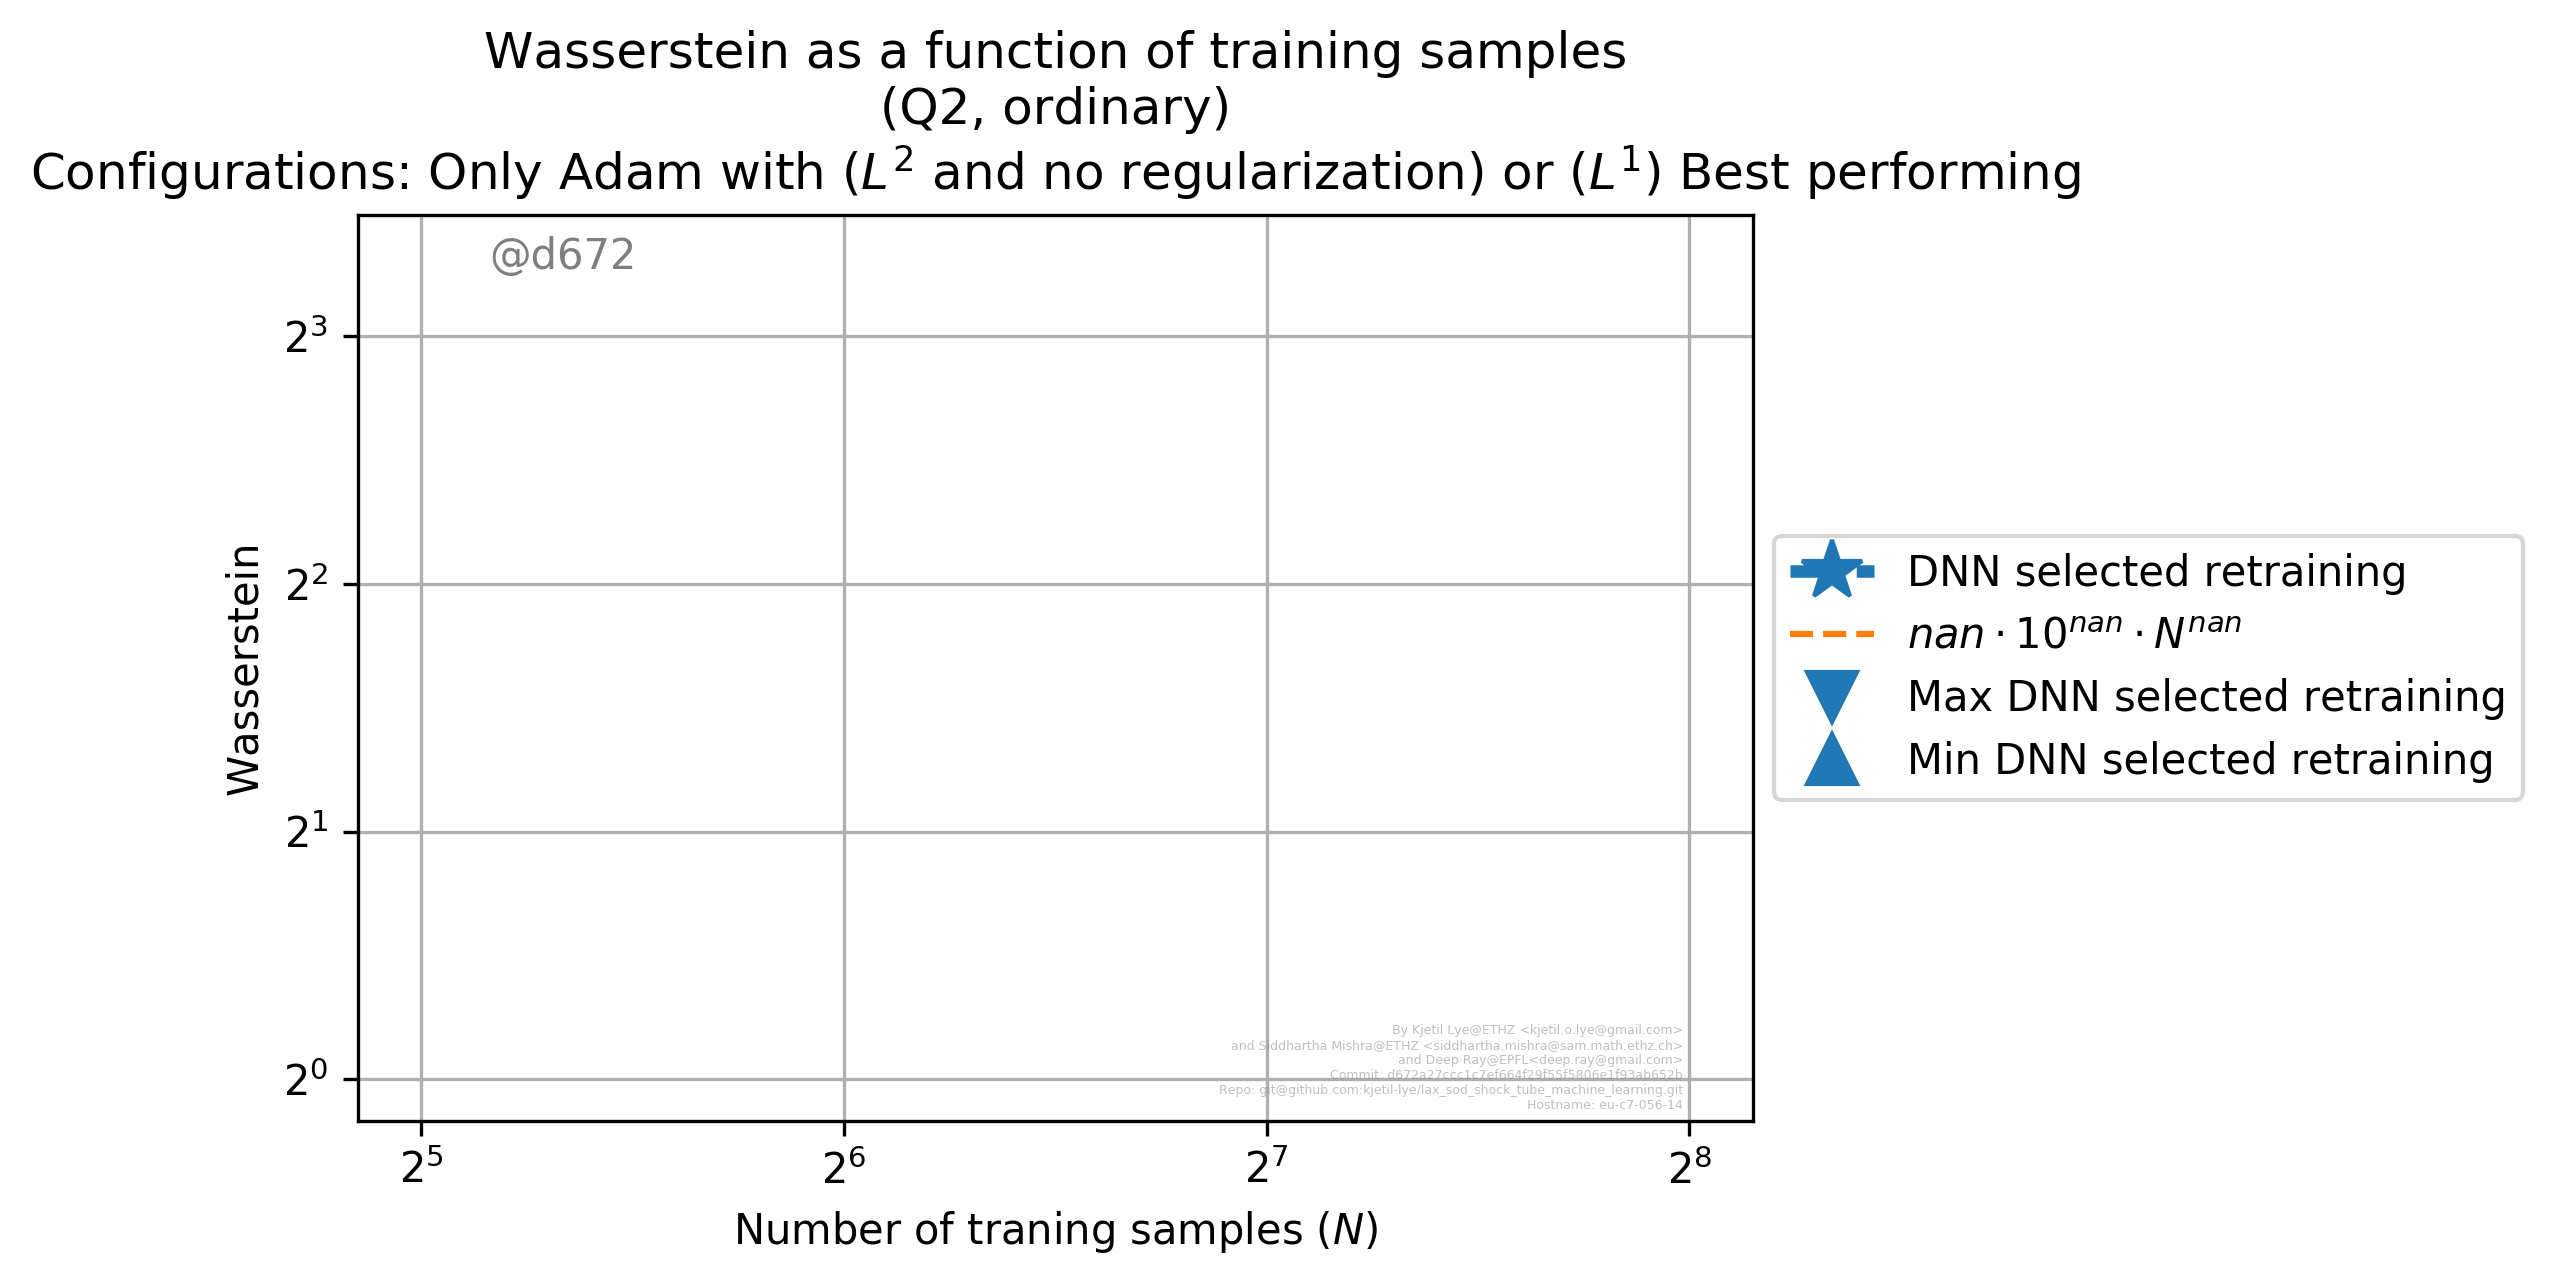 Wasserstein as a function of training samples
(Q2, ordinary)
Configurations: Only Adam with (L² and no regularization) or (L¹) Best performing
@d672
2³
2²
2¹
2⁰
Wasserstein
2⁵
2⁶
2⁷
2⁸
Number of traning samples (N)
By Kjetil Lye@ETHZ <kjetil.o.lye@gmail.com>
and Siddhartha Mishra@ETHZ <siddhartha.mishra@sam.math.ethz.ch>
and Deep Ray@EPFL<deep.ray@gmail.com>
Commit: d672a27ccc1c7ef664f29f55f5806e1f93ab652b
Repo: git@github.com:kjetil-lye/lax_sod_shock_tube_machine_learning.git
Hostname: eu-c7-056-14
DNN selected retraining
nan · 10ⁿᵃⁿ · Nⁿᵃⁿ
Max DNN selected retraining
Min DNN selected retraining